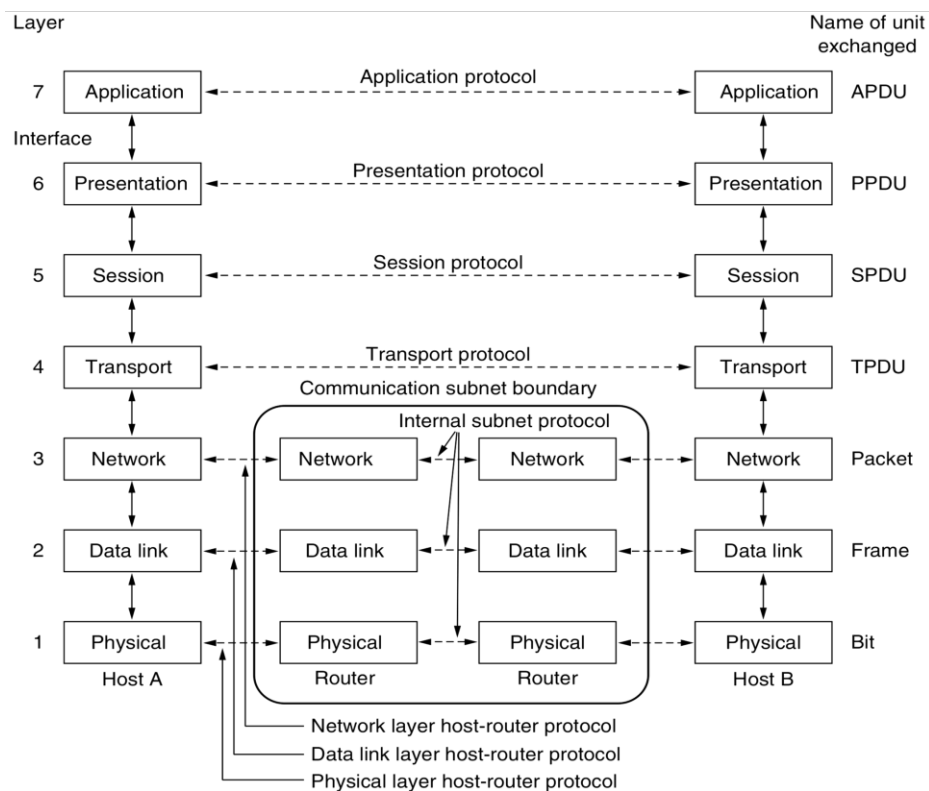 Layer
Name of unit
exchanged
Application protocol
7 Application Application APDU
Interface
Presentation protocol
6 Presentation Presentation PPDU
Session protocol
5 Session Session SPDU
Transport protocol
4 Transport Transport TPDU
Communication subnet boundary
Internal subnet protocol
3 Network Network Network Network Packet
2 Data link Data link Data link Data link Frame
1 Physical Physical Physical Physical Bit
Host A Router Router Host B
Network layer host-router protocol
Data link layer host-router protocol
Physical layer host-router protocol